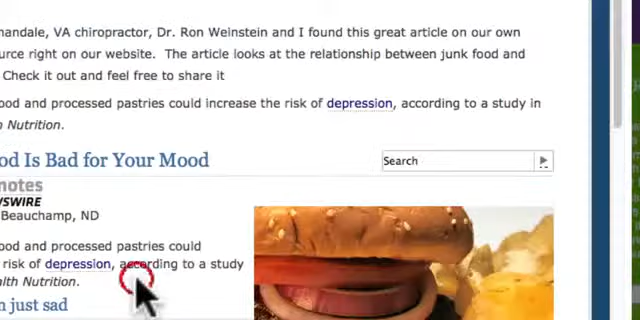 nandale, VA chiropractor, Dr. Ron Weinstein and I found this great article on our own
urce right on our website. The article looks at the relationship between junk food and
Check it out and feel free to share it
ood and processed pastries could increase the risk of depression, according to a study in
h Nutrition.
od Is Bad for Your Mood
Search
notes
WSWIRE
Beauchamp, ND
ood and processed pastries could
risk of depression, according to a study
alth Nutrition.
n just sad